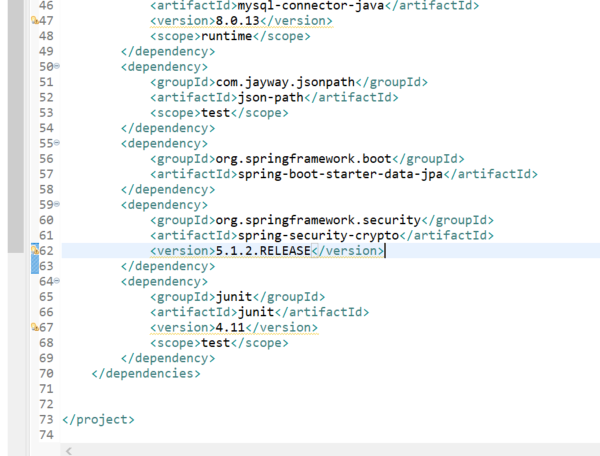 46 <artifactId>mysql-connector-java</artifactId>
47 <version>8.0.13</version>
48 <scope>runtime</scope>
49 </dependency>
50 <dependency>
51 <groupId>com.jayway.jsonpath</groupId>
52 <artifactId>json-path</artifactId>
53 <scope>test</scope>
54 </dependency>
55 <dependency>
56 <groupId>org.springframework.boot</groupId>
57 <artifactId>spring-boot-starter-data-jpa</artifactId>
58 </dependency>
59 <dependency>
60 <groupId>org.springframework.security</groupId>
61 <artifactId>spring-security-crypto</artifactId>
62 <version>5.1.2.RELEASE</version>
63 </dependency>
64 <dependency>
65 <groupId>junit</groupId>
66 <artifactId>junit</artifactId>
67 <version>4.11</version>
68 <scope>test</scope>
69 </dependency>
70 </dependencies>
71
72
73 </project>
74